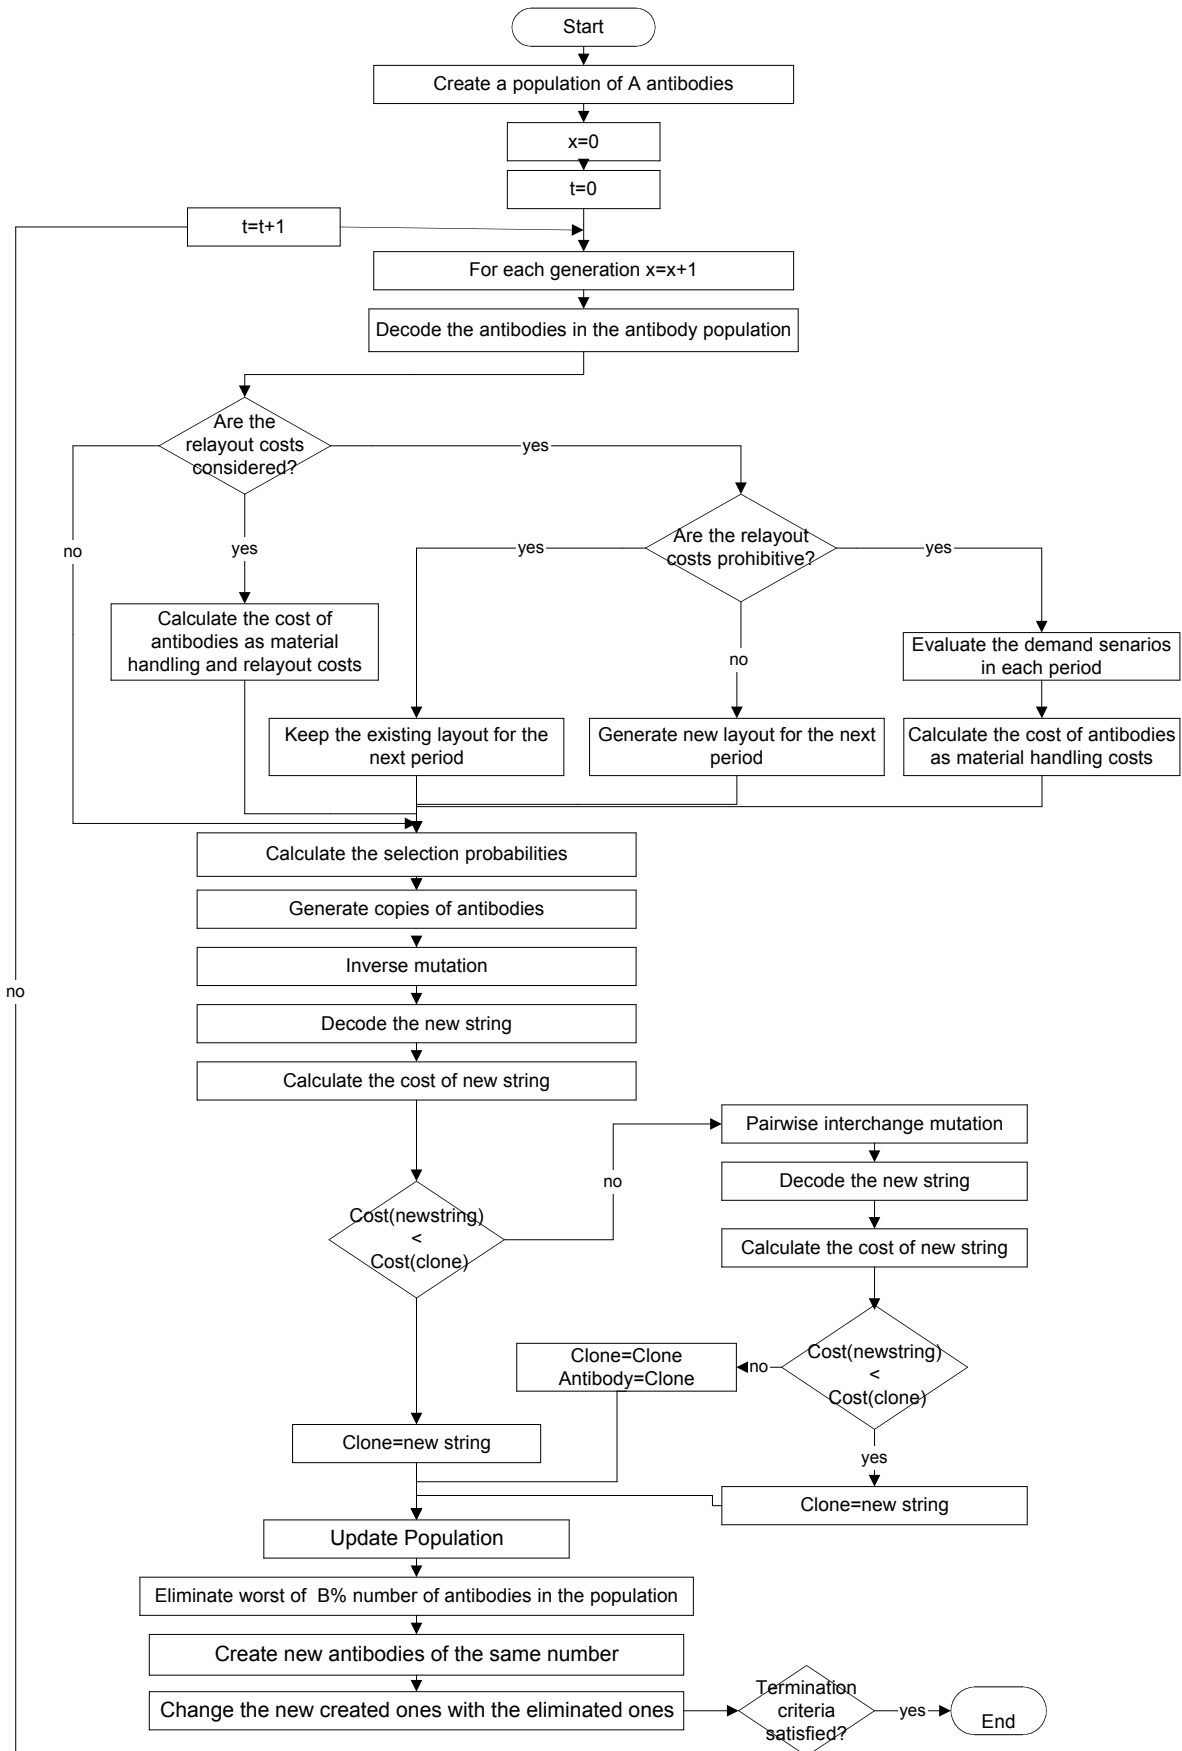 Start
Create a population of A antibodies
x=0
t=0
t=t+1
For each generation x=x+1
Decode the antibodies in the antibody population
Are the
relayout costs
considered?
yes
Are the relayout
costs prohibitive?
no
yes
yes
yes
no
Calculate the cost of
antibodies as material
handling and relayout costs
Evaluate the demand senarios
in each period
Keep the existing layout for the
next period
Generate new layout for the next
period
Calculate the cost of antibodies
as material handling costs
Calculate the selection probabilities
Generate copies of antibodies
Inverse mutation
no
Decode the new string
Calculate the cost of new string
Pairwise interchange mutation
no
Decode the new string
Cost(newstring)
<
Cost(clone)
Calculate the cost of new string
Clone=Clone
Antibody=Clone
no
Cost(newstring)
<
Cost(clone)
Clone=new string
yes
Clone=new string
Update Population
Eliminate worst of B% number of antibodies in the population
Create new antibodies of the same number
Change the new created ones with the eliminated ones
Termination
criteria
satisfied?
yes
End